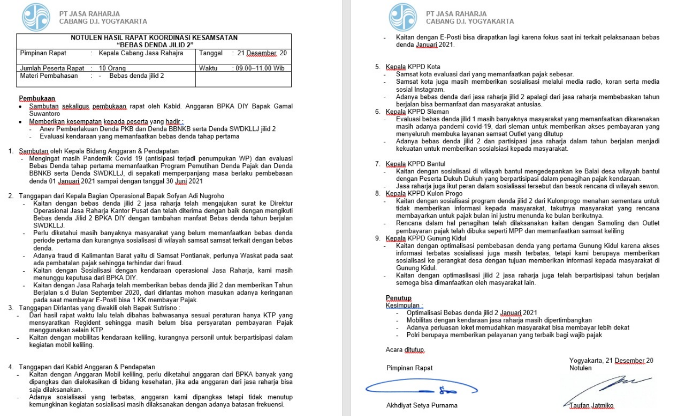 PT JASA RAHARJA
CABANG D.I. YOGYAKARTA
NOTULEN HASIL RAPAT KOORDINASI KESAMSATAN
"BEBAS DENDA JILID 2"
Pimpinan Rapat : Kepala Cabang Jasa Raharja Tanggal : 21 Desember, 20
Jumlah Peserta Rapat : 10 Orang Waktu : 09.00–11.00 Wib
Materi Pembahasan : - Bebas denda jilid 2
Pembukaan
• Sambutan sekaligus pembukaan rapat oleh Kabid. Anggaran BPKA DIY Bapak Gamal
Suwantoro
• Memberikan kesempatan kepada peserta yang hadir :
- Anev Pemberlakuan Denda PKB dan Denda BBNKB serta Denda SWDKLLJ jilid 2
- Evaluasi kendaraan yang memanfaatkan bebas denda tahap pertama
1. Sambutan oleh Kepala Bidang Anggaran & Pendapatan
- Mengingat masih Pandemik Covid 19 (antisipasi terjadi penumpukan WP) dan evaluasi
Bebas Denda tahap pertama memanfaatkan Program Pemutihan Denda Pajak dan Denda
BBNKB serta Denda SWDKLLJ, di sepakati memperpanjang masa berlaku pembebasan
denda 01 Januari 2021 sampai dengan tanggal 30 Juni 2021
2. Tanggapan dari Kepala Bagian Operasional Bapak Sofyan Adi Nugroho
- Kaitan dengan bebas denda jilid 2 jasa raharja telah mengajukan surat ke Direktur
Operasional Jasa Raharja Kantor Pusat dan telah diterima dengan baik dengan mengikuti
Bebas denda Jilid 2 BPKA DIY dengan tambahan manfaat Bebas denda tahun berjalan
SWDKLLJ.
- Perlu diketahui masih banyaknya masyarakat yang belum memanfaatkan bebas denda
periode pertama dan kurangnya sosialisasi di wilayah samsat samsat terkait dengan bebas
denda.
- Adanya fraud di Kalimantan Barat yaitu di Samsat Pontianak, perlunya Waskat pada saat
ada pembatalan pajak sehingga terhindar dari fraud
- Kaitan dengan Sosialisasi dengan kendaraan operasional Jasa Raharja, kami masih
menunggu keputusa dari BPKA DIY.
- Kaitan dengan Jasa Raharja telah memberikan bebas denda jilid 2 dan memberikan Tahun
Berjalan s.d Bulan September 2020, dari dirlantas mohon masukan adanya keringanan
pada saat membayar E-Posti bisa 1 KK membayar Pajak.
3. Tanggapan Dirlantas yang diwakili oleh Bapak Sutrisno :
- Dari hasil rapat waktu lalu telah dibahas bahwasanya sesuai peraturan hanya KTP yang
mensyaratkan Regident sehingga masih belum bisa persyaratan pembayaran Pajak
menggunakan selain KTP
- Kaitan dengan mobilitas kendaraan keliling, kurangnya personil untuk berpartisipasi dalam
kegiatan mobil keliling.
4. Tanggapan dari Kabid Anggaran & Pendapatan
- Kaitan dengan Anggaran Mobil keliling, perlu diketahui anggaran dari BPKA banyak yang
dipangkas dan dialokasikan di bidang kesehatan, jika ada anggaran dari jasa raharja bisa
saja dilaksanakan.
- Adanya sosialisasi yang terbatas, anggaran kami dipangkas tetapi tidak menutup
kemungkinan kegiatan sosialisasi masih dilaksanakan dengan adanya batasan frekuensi.
PT JASA RAHARJA
CABANG D.I. YOGYAKARTA
- Kaitan dengan E-Posti bisa dirapatkan lagi karena fokus saat ini terkait pelaksanaan bebas
denda Januari 2021.
5. Kepala KPPD Kota
- Samsat kota evaluasi dari yang memanfaatkan pajak sebesar.
- Samsat kota juga masih memberikan sosialisasi melalui media radio, koran serta media
sosial Instagram.
- Adanya bebas denda dari jasa raharja jilid 2 apalagi dari jasa raharja membebaskan tahun
berjalan bisa bermanfaat dan masyarakat antusias.
6. Kepala KPPD Sleman
Evaluasi bebas denda jilid 1 masih banyaknya masyarakat yang memanfaatkan dikarenakan
masih adanya pandemi covid 19, dari sleman untuk memberikan akses pembayaran yang
menyeluruh membuka layanan samsat Outlet yang ditutup
- Adanya bebas denda jilid 2 dan partisipasi jasa raharja dalam tahun berjalan menjadi
kekuatan untuk memberikan sosialsiasi kepada masyarakat.
7. Kepala KPPD Bantul
- Kaitan dengan sosialisasi di wilayah bantul mengedepankan ke Balai desa wilayah bantul
dengan Peserta Dukuh Dukuh yang berpartisipasi dalam penagihan pajak kendaraan.
Jasa raharja juga ikut peran dalam sosialisasi tersebut dan besok rencana di wilayah sewon.
8. Kepala KPPD Kulon Progo
- Kaitan dengan sosialisasi program denda jilid 2 dari Kulonprogo menahan sementara untuk
tidak memberikan informasi kepada masyarakat, takutnya masyarakat yang rencana
membayarkan untuk pajak bulan ini justru menunda ke bulan berikutnya.
- Rencana dalam hal penagihan telah dilaksanakan kaitan dengan Samoling dan Outlet
pembayaran pajak telah dibuka seperti MPP dan memanfaatkan samsat keliling
9. Kepala KPPD Gunung Kidul
- Kaitan dengan optimalisasi pembebasan denda yang pertama Gunung Kidul karena akses
informasi terbatas sosialisasi juga masih terbatas, tetapi kami berupaya memberikan
sosialisasi ke perangkat desa dengan tujuan memberikan informasi kepada masyarakat di
Gunung Kidul.
- Kaitan dengan optimalisasi jilid 2 jasa raharja juga telah berpartisipasi tahun berjalan
semoga bisa dimanfaatkan oleh masyarakat lain.
Penutup
Kesimpulan :
- Optimalisasi Bebas denda jilid 2 Januari 2021
- Mobilitas dengan kendaraan jasa raharja masih dipertimbangkan
- Adanya perluasan loket memudahkan masyarakat bisa membayar lebih dekat
- Polri berupaya memberikan pelayanan yang terbaik bagi wajib pajak
Acara ditutup.
Yogyakarta, 21 Desember 20
Pimpinan Rapat Notulen
Akhdiyat Setya Purnama Taufan Jatmiko